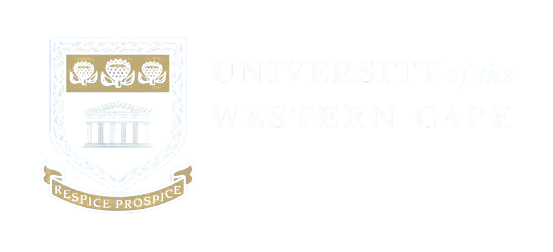 UNIVERSITY of the
WESTERN CAPE
RESPICE PROSPICE